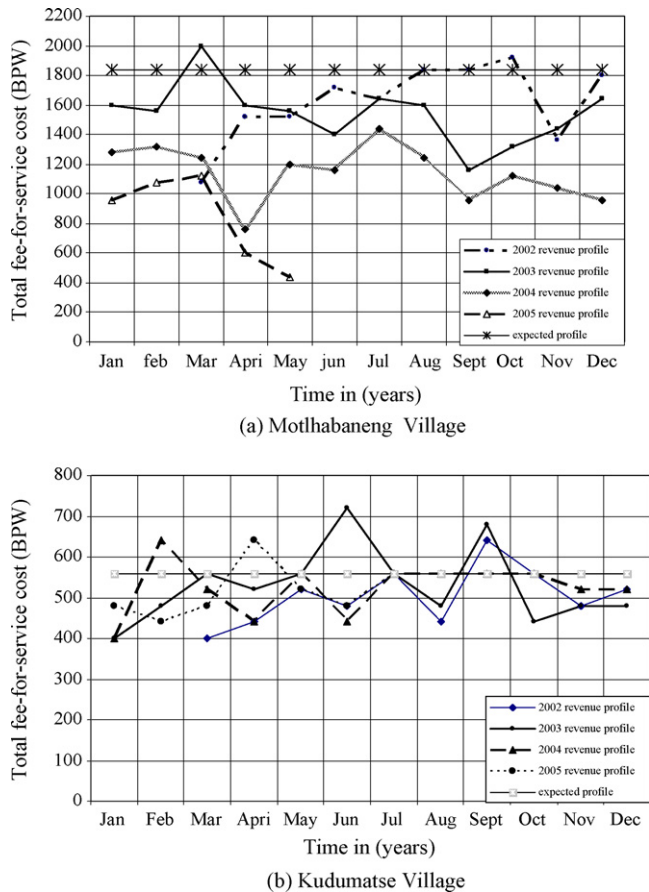 2200
2000
1800
1600
1400
1200
1000
800
600
400
200
0
Total fee-for-service cost (BPW)
2002 revenue profile
2003 revenue profile
2004 revenue profile
2005 revenue profile
expected profile
Jan feb Mar Apri May jun Jul Aug Sept Oct Nov Dec
Time in (years)
(a) Motlhabaneng Village
800
700
600
500
400
300
200
100
0
Total fee-for-service cost (BPW)
2002 revenue profile
2003 revenue profile
2004 revenue profile
2005 revenue profile
expected profile
Jan Feb Mar Apri May Jun Jul Aug Sept Oct Nov Dec
Time in (years)
(b) Kudumatse Village